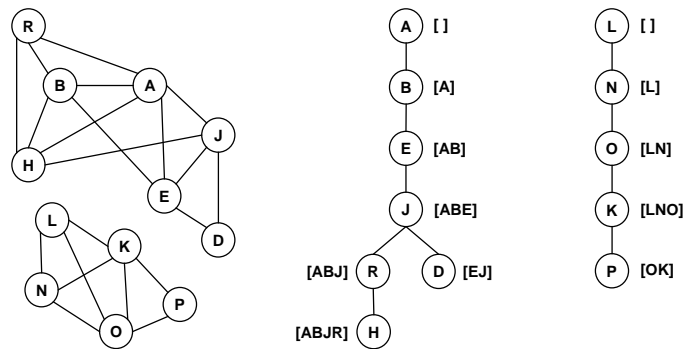 R
B
A
J
H
E
D
L
K
N
P
O
A [ ]
B [A]
E [AB]
J [ABE]
[ABJ] R
D [EJ]
[ABJR] H
L [ ]
N [L]
O [LN]
K [LNO]
P [OK]